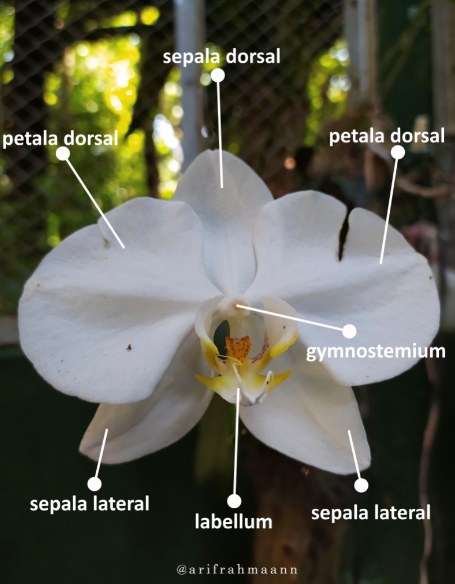 sepala dorsal
petala dorsal
petala dorsal
gymnostemium
sepala lateral
sepala lateral
labellum
@arifrahmaann